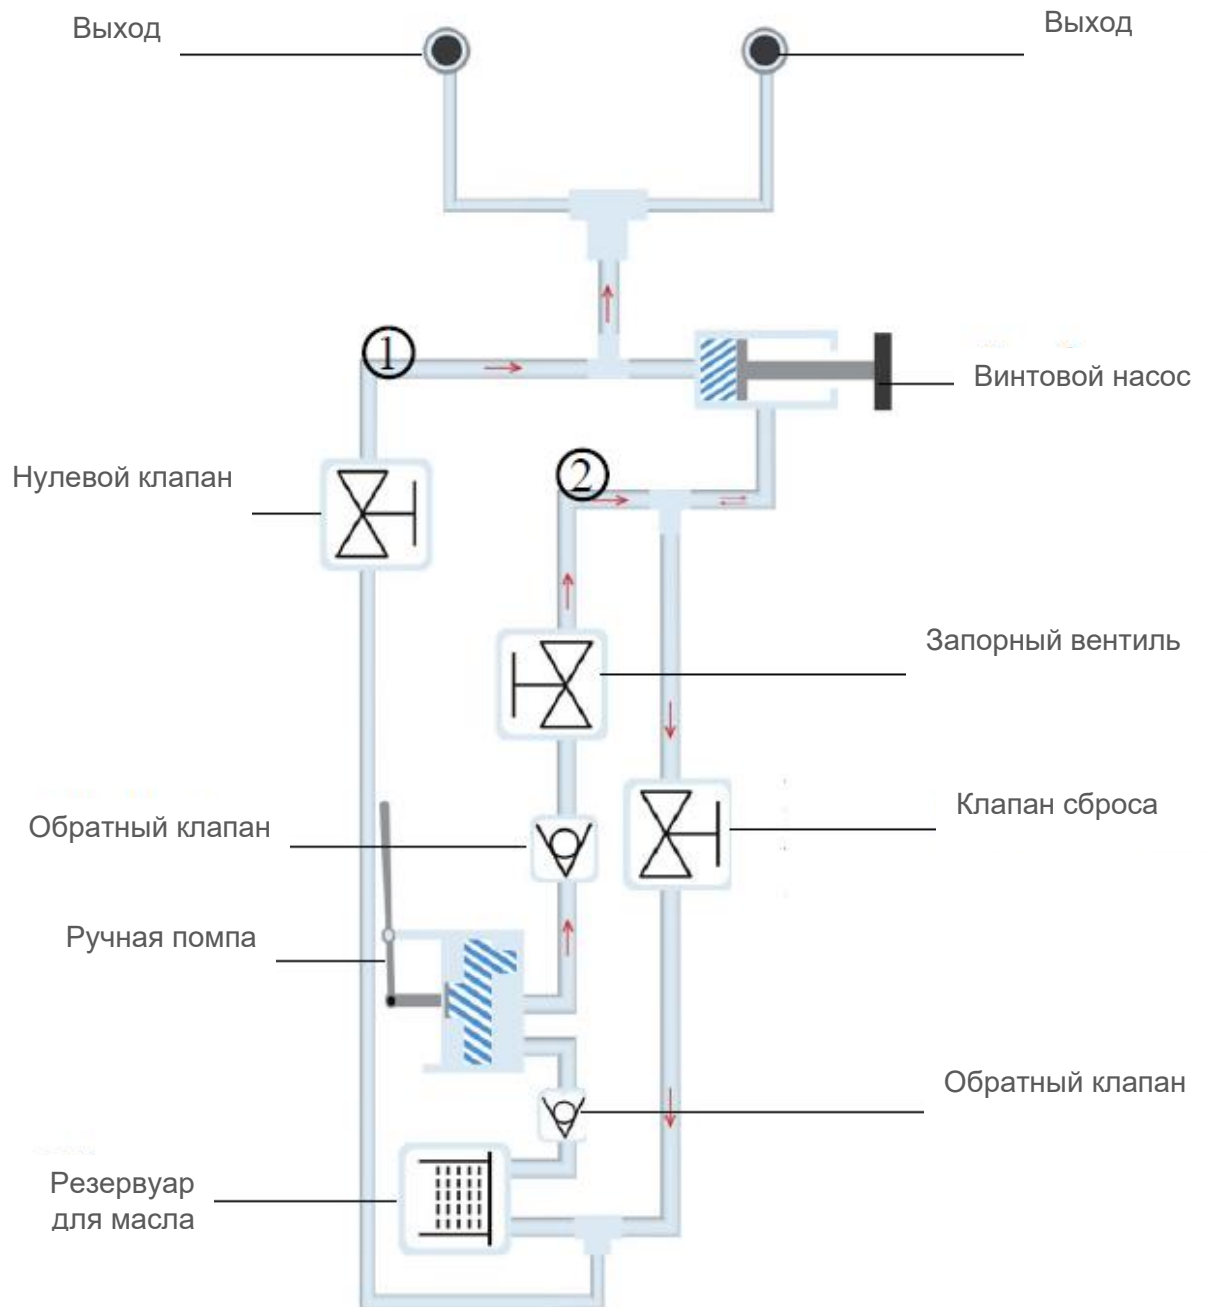 Выход
Выход
1
Винтовой насос
Нулевой клапан
2
Запорный вентиль
Клапан сброса
Обратный клапан
Ручная помпа
Обратный клапан
Резервуар
для масла